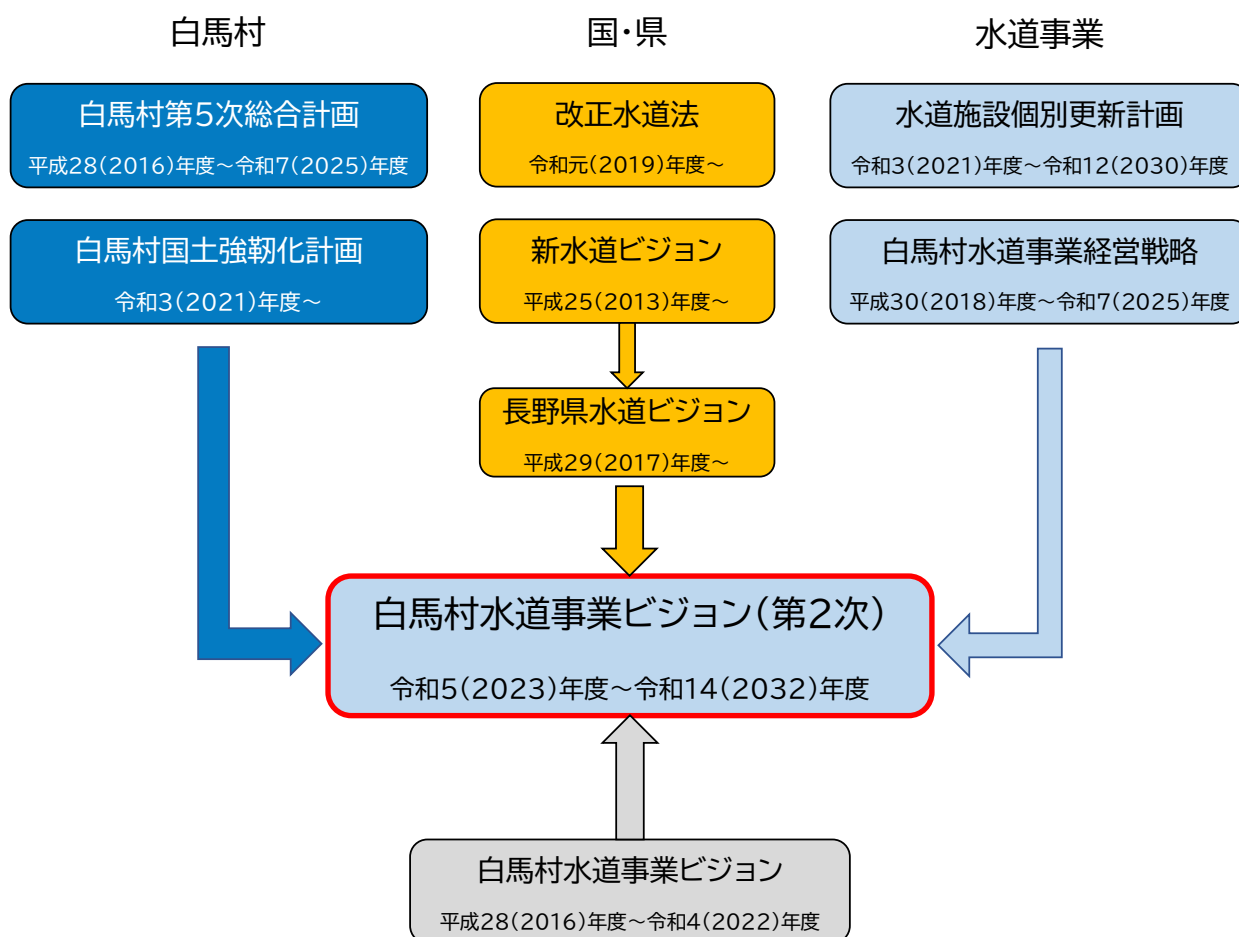 白馬村
国・県
水道事業
白馬村第5次総合計画
平成28(2016)年度～令和7(2025)年度
改正水道法
令和元(2019)年度～
水道施設個別更新計画
令和3(2021)年度～令和12(2030)年度
白馬村国土強靭化計画
令和3(2021)年度～
新水道ビジョン
平成25(2013)年度～
白馬村水道事業経営戦略
平成30(2018)年度～令和7(2025)年度
長野県水道ビジョン
平成29(2017)年度～
白馬村水道事業ビジョン(第2次)
令和5(2023)年度～令和14(2032)年度
白馬村水道事業ビジョン
平成28(2016)年度～令和4(2022)年度